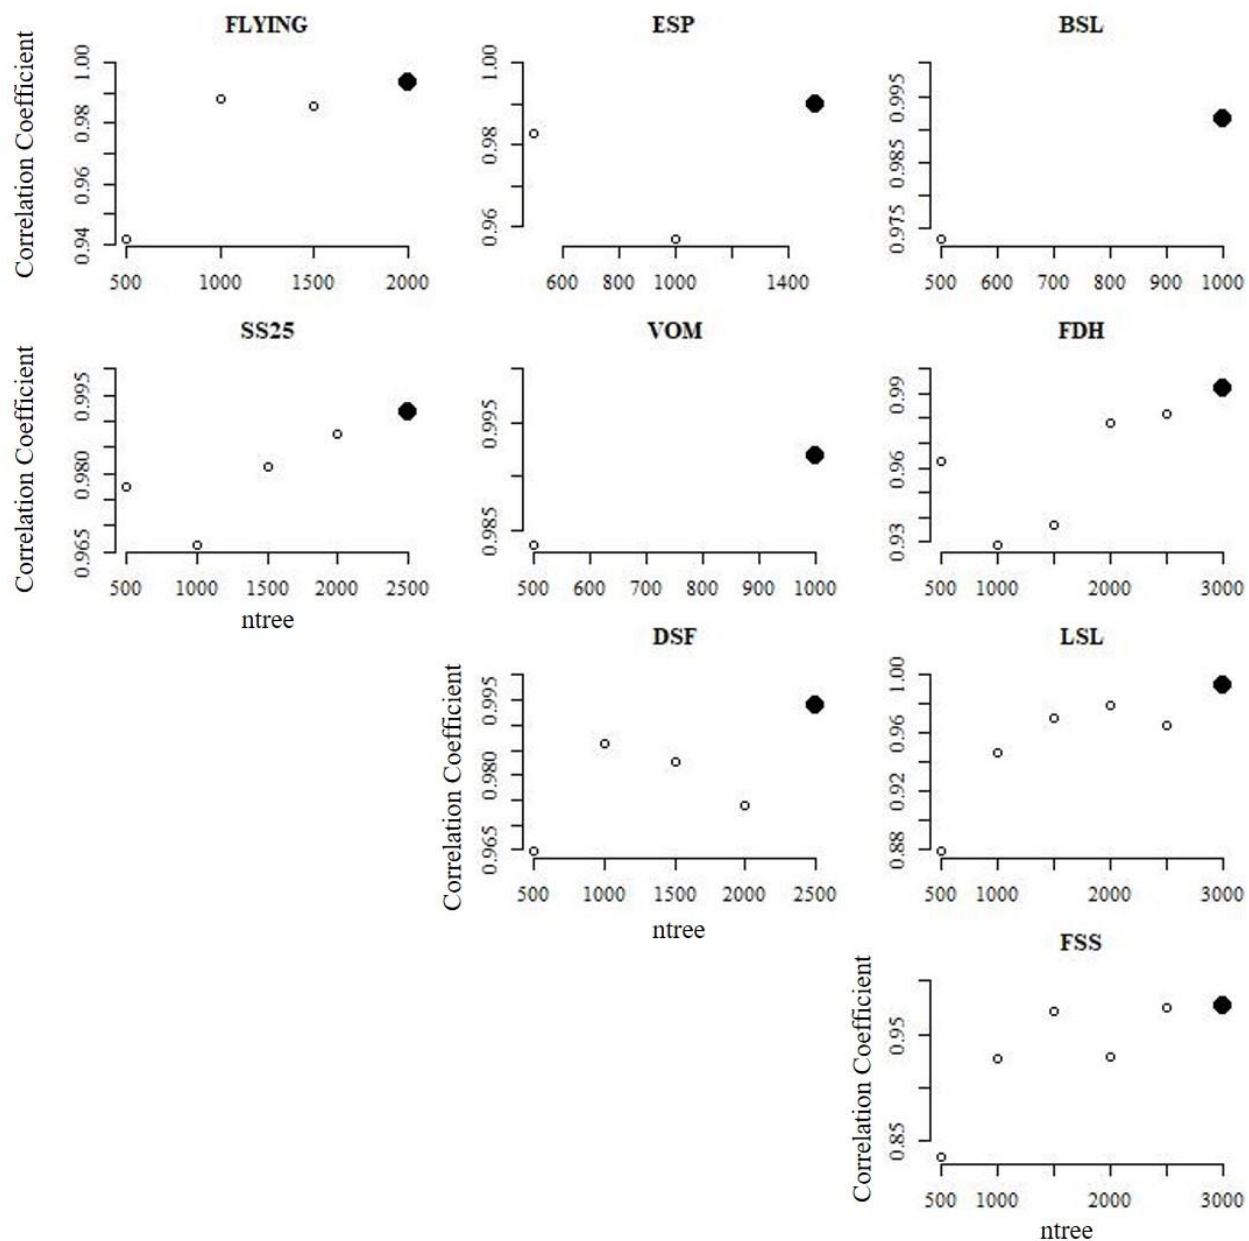 FLYING
ESP
BSL
Correlation Coefficient
0.94 0.96 0.98 1.00
500 1000 1500 2000
0.96 0.98 1.00
600 800 1000 1400
0.975 0.985 0.995
500 600 700 800 900 1000
SS25
VOM
FDH
Correlation Coefficient
0.965 0.980 0.995
500 1000 1500 2000 2500
ntree
0.985 0.995
500 600 700 800 900 1000
0.93 0.96 0.99
500 1000 2000 3000
DSF
LSL
Correlation Coefficient
0.965 0.980 0.995
500 1000 1500 2000 2500
ntree
0.88 0.92 0.96 1.00
500 1000 2000 3000
FSS
Correlation Coefficient
0.85 0.95
500 1000 2000 3000
ntree